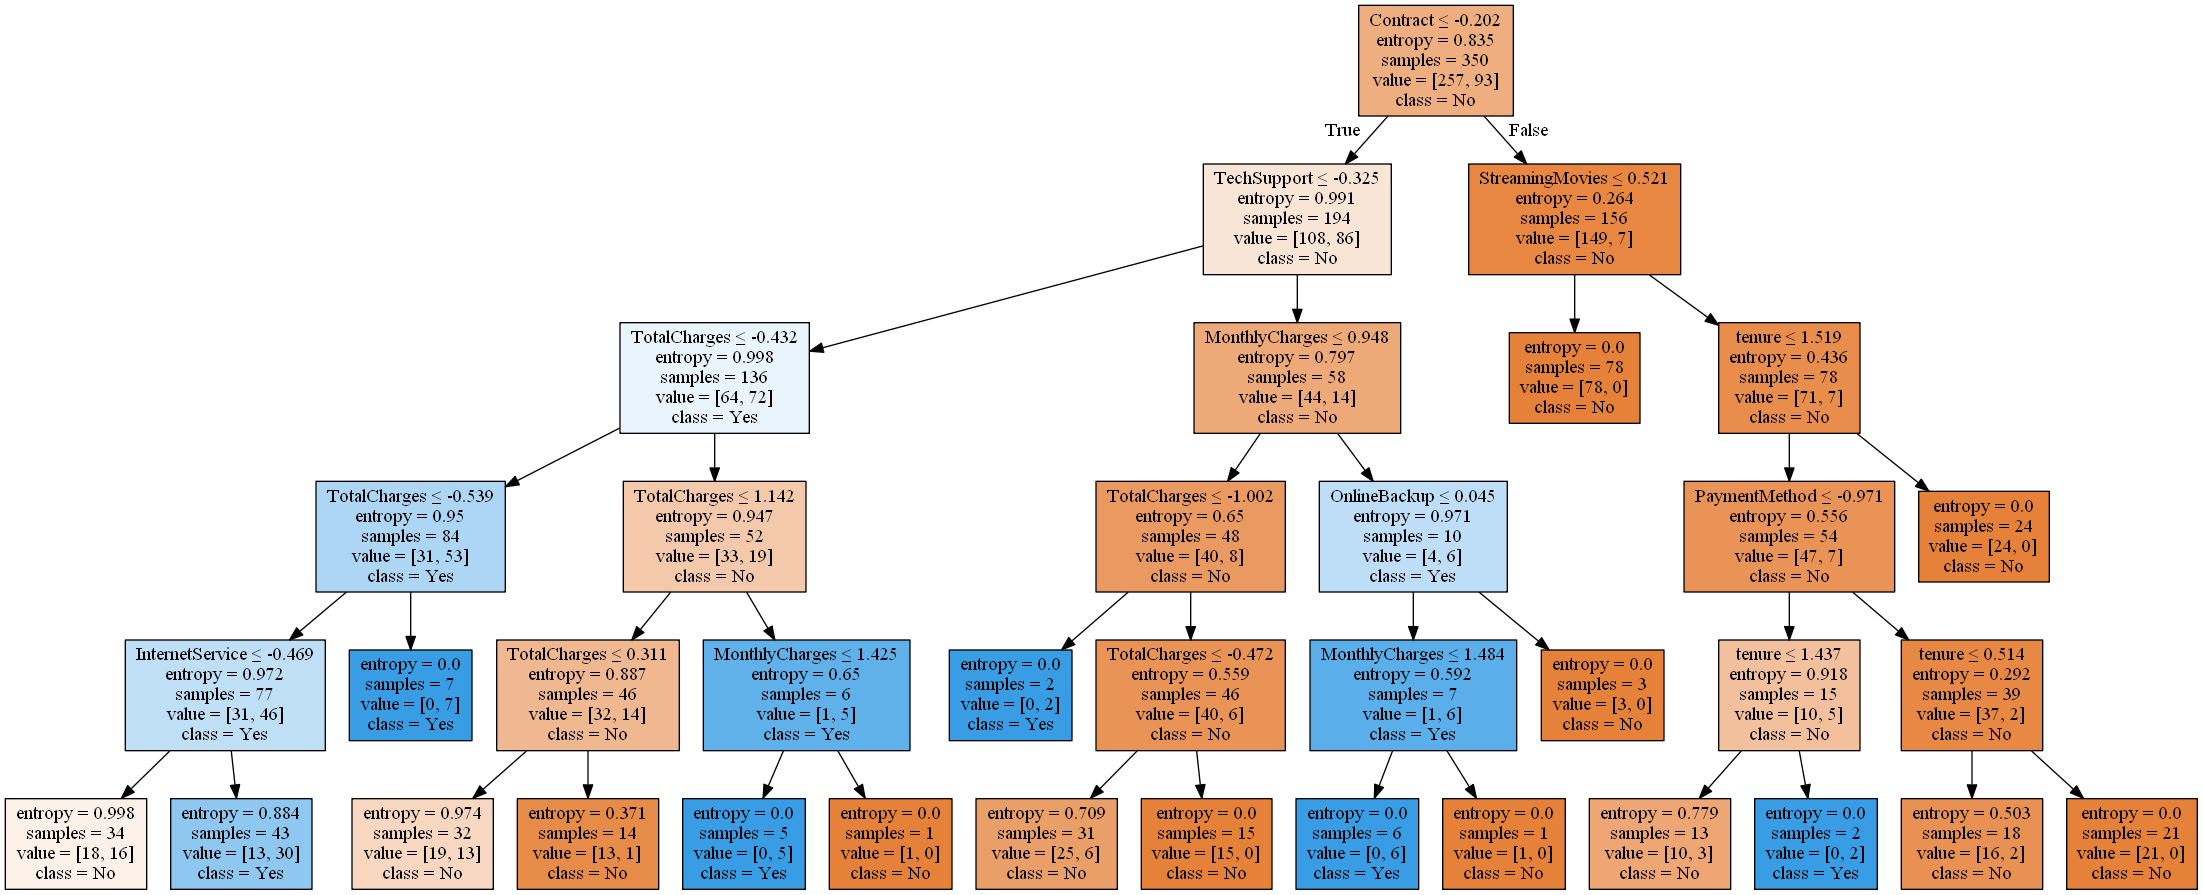 Contract ≤ -0.202
entropy = 0.835
samples = 350
value = [257, 93]
class = No
True
False
TechSupport ≤ -0.325
entropy = 0.991
samples = 194
value = [108, 86]
class = No
StreamingMovies ≤ 0.521
entropy = 0.264
samples = 156
value = [149, 7]
class = No
TotalCharges ≤ -0.432
entropy = 0.998
samples = 136
value = [64, 72]
class = Yes
MonthlyCharges ≤ 0.948
entropy = 0.797
samples = 58
value = [44, 14]
class = No
entropy = 0.0
samples = 78
value = [78, 0]
class = No
tenure ≤ 1.519
entropy = 0.436
samples = 78
value = [71, 7]
class = No
TotalCharges ≤ -0.539
entropy = 0.95
samples = 84
value = [31, 53]
class = Yes
TotalCharges ≤ 1.142
entropy = 0.947
samples = 52
value = [33, 19]
class = No
TotalCharges ≤ -1.002
entropy = 0.65
samples = 48
value = [40, 8]
class = No
OnlineBackup ≤ 0.045
entropy = 0.971
samples = 10
value = [4, 6]
class = Yes
PaymentMethod ≤ -0.971
entropy = 0.556
samples = 54
value = [47, 7]
class = No
entropy = 0.0
samples = 24
value = [24, 0]
class = No
InternetService ≤ -0.469
entropy = 0.972
samples = 77
value = [31, 46]
class = Yes
entropy = 0.0
samples = 7
value = [0, 7]
class = Yes
TotalCharges ≤ 0.311
entropy = 0.887
samples = 46
value = [32, 14]
class = No
MonthlyCharges ≤ 1.425
entropy = 0.65
samples = 6
value = [1, 5]
class = Yes
entropy = 0.0
samples = 2
value = [0, 2]
class = Yes
TotalCharges ≤ -0.472
entropy = 0.559
samples = 46
value = [40, 6]
class = No
MonthlyCharges ≤ 1.484
entropy = 0.592
samples = 7
value = [1, 6]
class = Yes
entropy = 0.0
samples = 3
value = [3, 0]
class = No
tenure ≤ 1.437
entropy = 0.918
samples = 15
value = [10, 5]
class = No
tenure ≤ 0.514
entropy = 0.292
samples = 39
value = [37, 2]
class = No
entropy = 0.998
samples = 34
value = [18, 16]
class = No
entropy = 0.884
samples = 43
value = [13, 30]
class = Yes
entropy = 0.974
samples = 32
value = [19, 13]
class = No
entropy = 0.371
samples = 14
value = [13, 1]
class = No
entropy = 0.0
samples = 5
value = [0, 5]
class = Yes
entropy = 0.0
samples = 1
value = [1, 0]
class = No
entropy = 0.709
samples = 31
value = [25, 6]
class = No
entropy = 0.0
samples = 15
value = [15, 0]
class = No
entropy = 0.0
samples = 6
value = [0, 6]
class = Yes
entropy = 0.0
samples = 1
value = [1, 0]
class = No
entropy = 0.779
samples = 13
value = [10, 3]
class = No
entropy = 0.0
samples = 2
value = [0, 2]
class = Yes
entropy = 0.503
samples = 18
value = [16, 2]
class = No
entropy = 0.0
samples = 21
value = [21, 0]
class = No